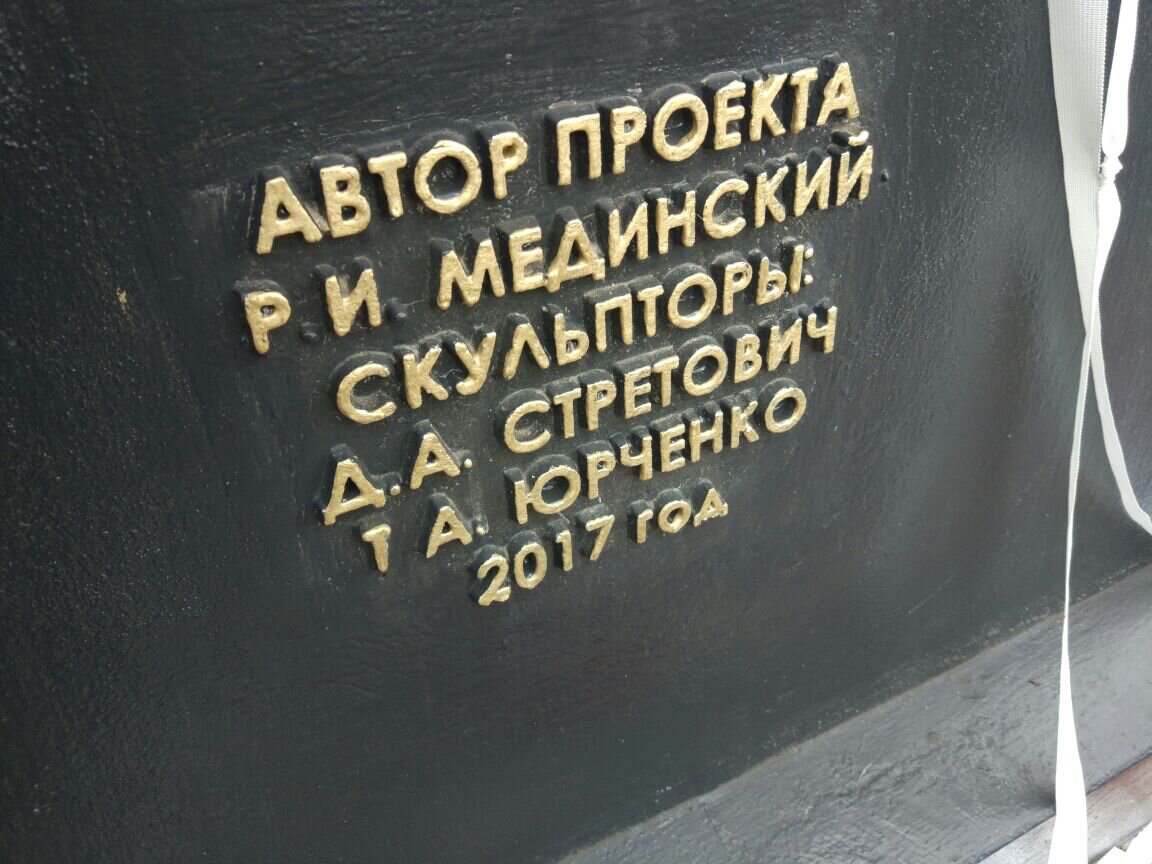 АВТОР ПРОЕКТА
Р.И. МЕДИНСКИЙ
СКУЛЬПТОРЫ:
Д.А. СТРЕТОВИЧ
Т А. ЮРЧЕНКО
2017 ГОД